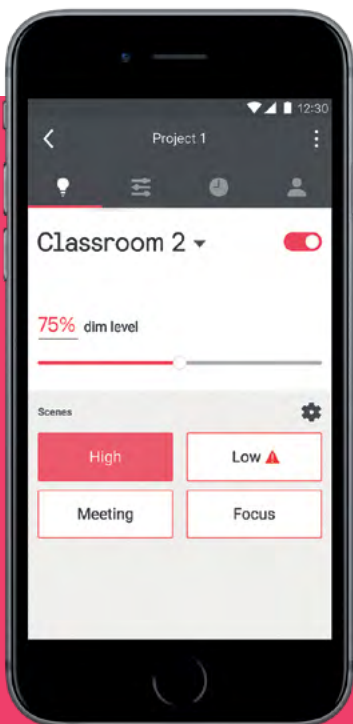 12:30
Project 1
Classroom 2
75% dim level
Scenes
High
Low
Meeting
Focus